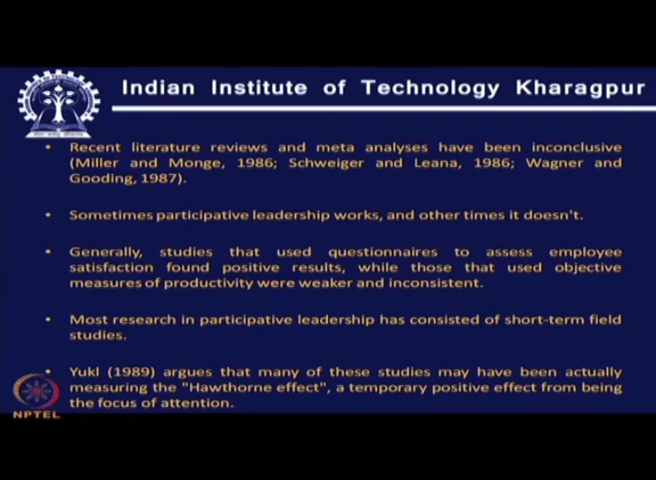 Indian Institute of Technology Kharagpur
• Recent literature reviews and meta analyses have been inconclusive
(Miller and Monge, 1986; Schweiger and Leana, 1986; Wagner and
Gooding, 1987).
• Sometimes participative leadership works, and other times it doesn't.
• Generally, studies that used questionnaires to assess employee
satisfaction found positive results, while those that used objective
measures of productivity were weaker and inconsistent.
• Most research in participative leadership has consisted of short-term field
studies.
• Yukl (1989) argues that many of these studies may have been actually
measuring the "Hawthorne effect", a temporary positive effect from being
the focus of attention.
NPTEL